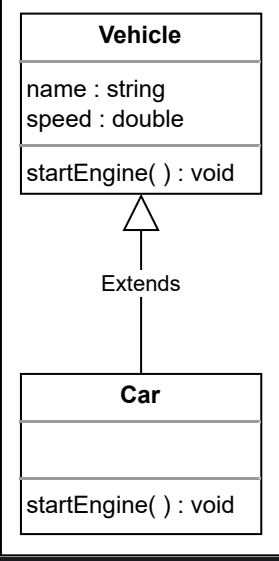 Vehicle
name : string
speed : double
startEngine( ) : void
Extends
Car
startEngine( ) : void